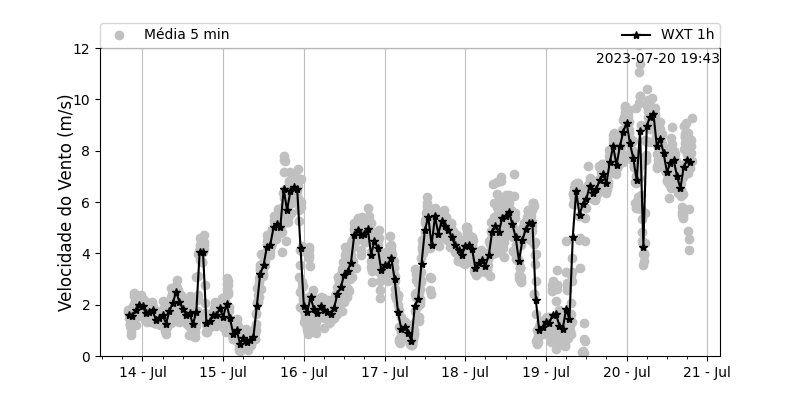 Média 5 min
WXT 1h
2023-07-20 19:43
Velocidade do Vento (m/s)
12
10
8
6
4
2
0
14 - Jul
15 - Jul
16 - Jul
17 - Jul
18 - Jul
19 - Jul
20 - Jul
21 - Jul